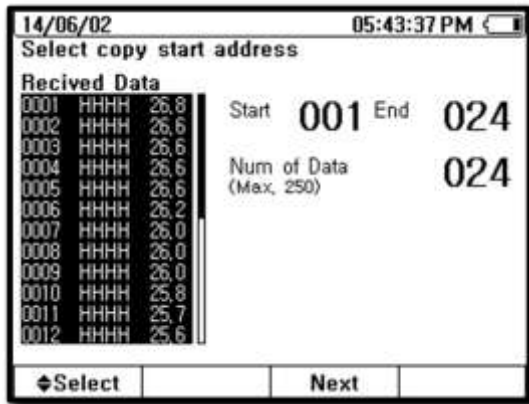 14/06/02 05:43:37 PM
Select copy start address
Recived Data
0001 HHHH 26,8
0002 HHHH 26,6
0003 HHHH 26,6
0004 HHHH 26,6
0005 HHHH 26,6
0006 HHHH 26,2
0007 HHHH 26,0
0008 HHHH 26,0
0009 HHHH 26,0
0010 HHHH 25,8
0011 HHHH 25,7
0012 HHHH 25,6
Start 001 End 024
Num of Data 024
(Max, 250)
Select Next